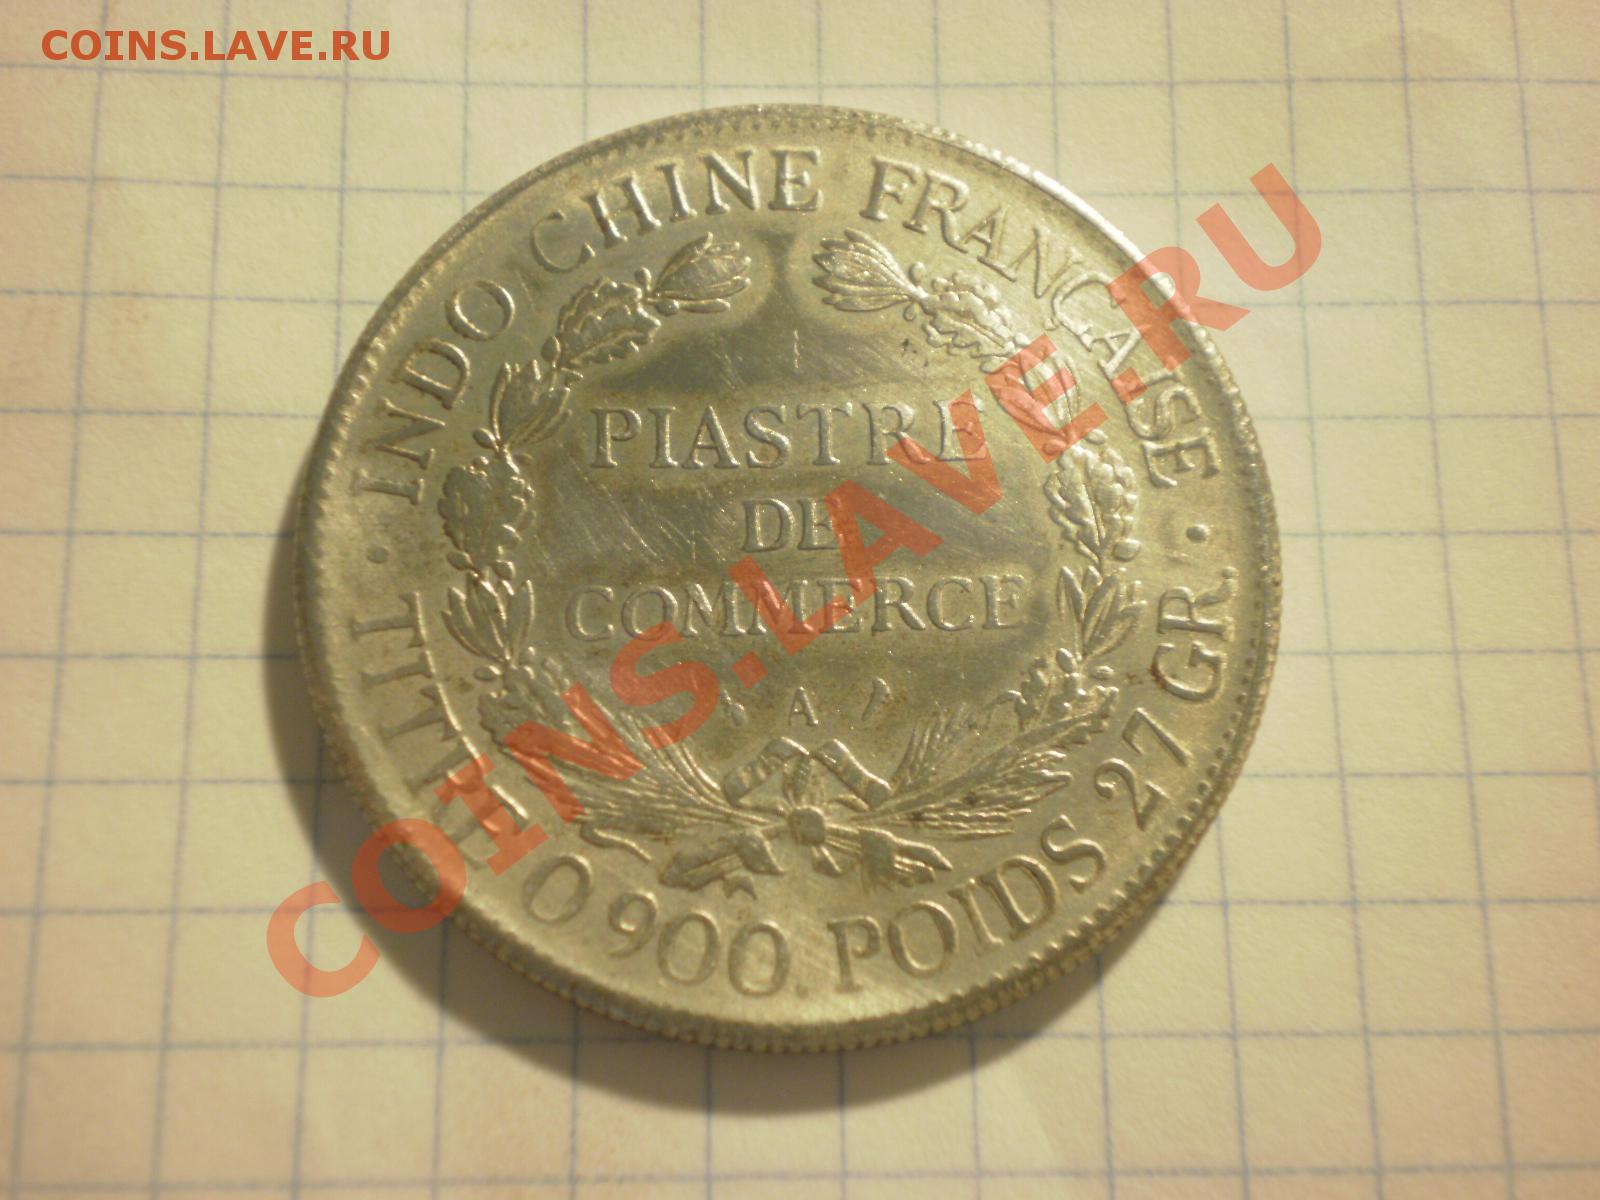 COINS.LAVE.RU
INDO CHINE FRANÇAISE
PIASTRE
DE
COMMERCE
A
TITRE 0 900. POIDS 27 GR.
COINS.LAVE.RU